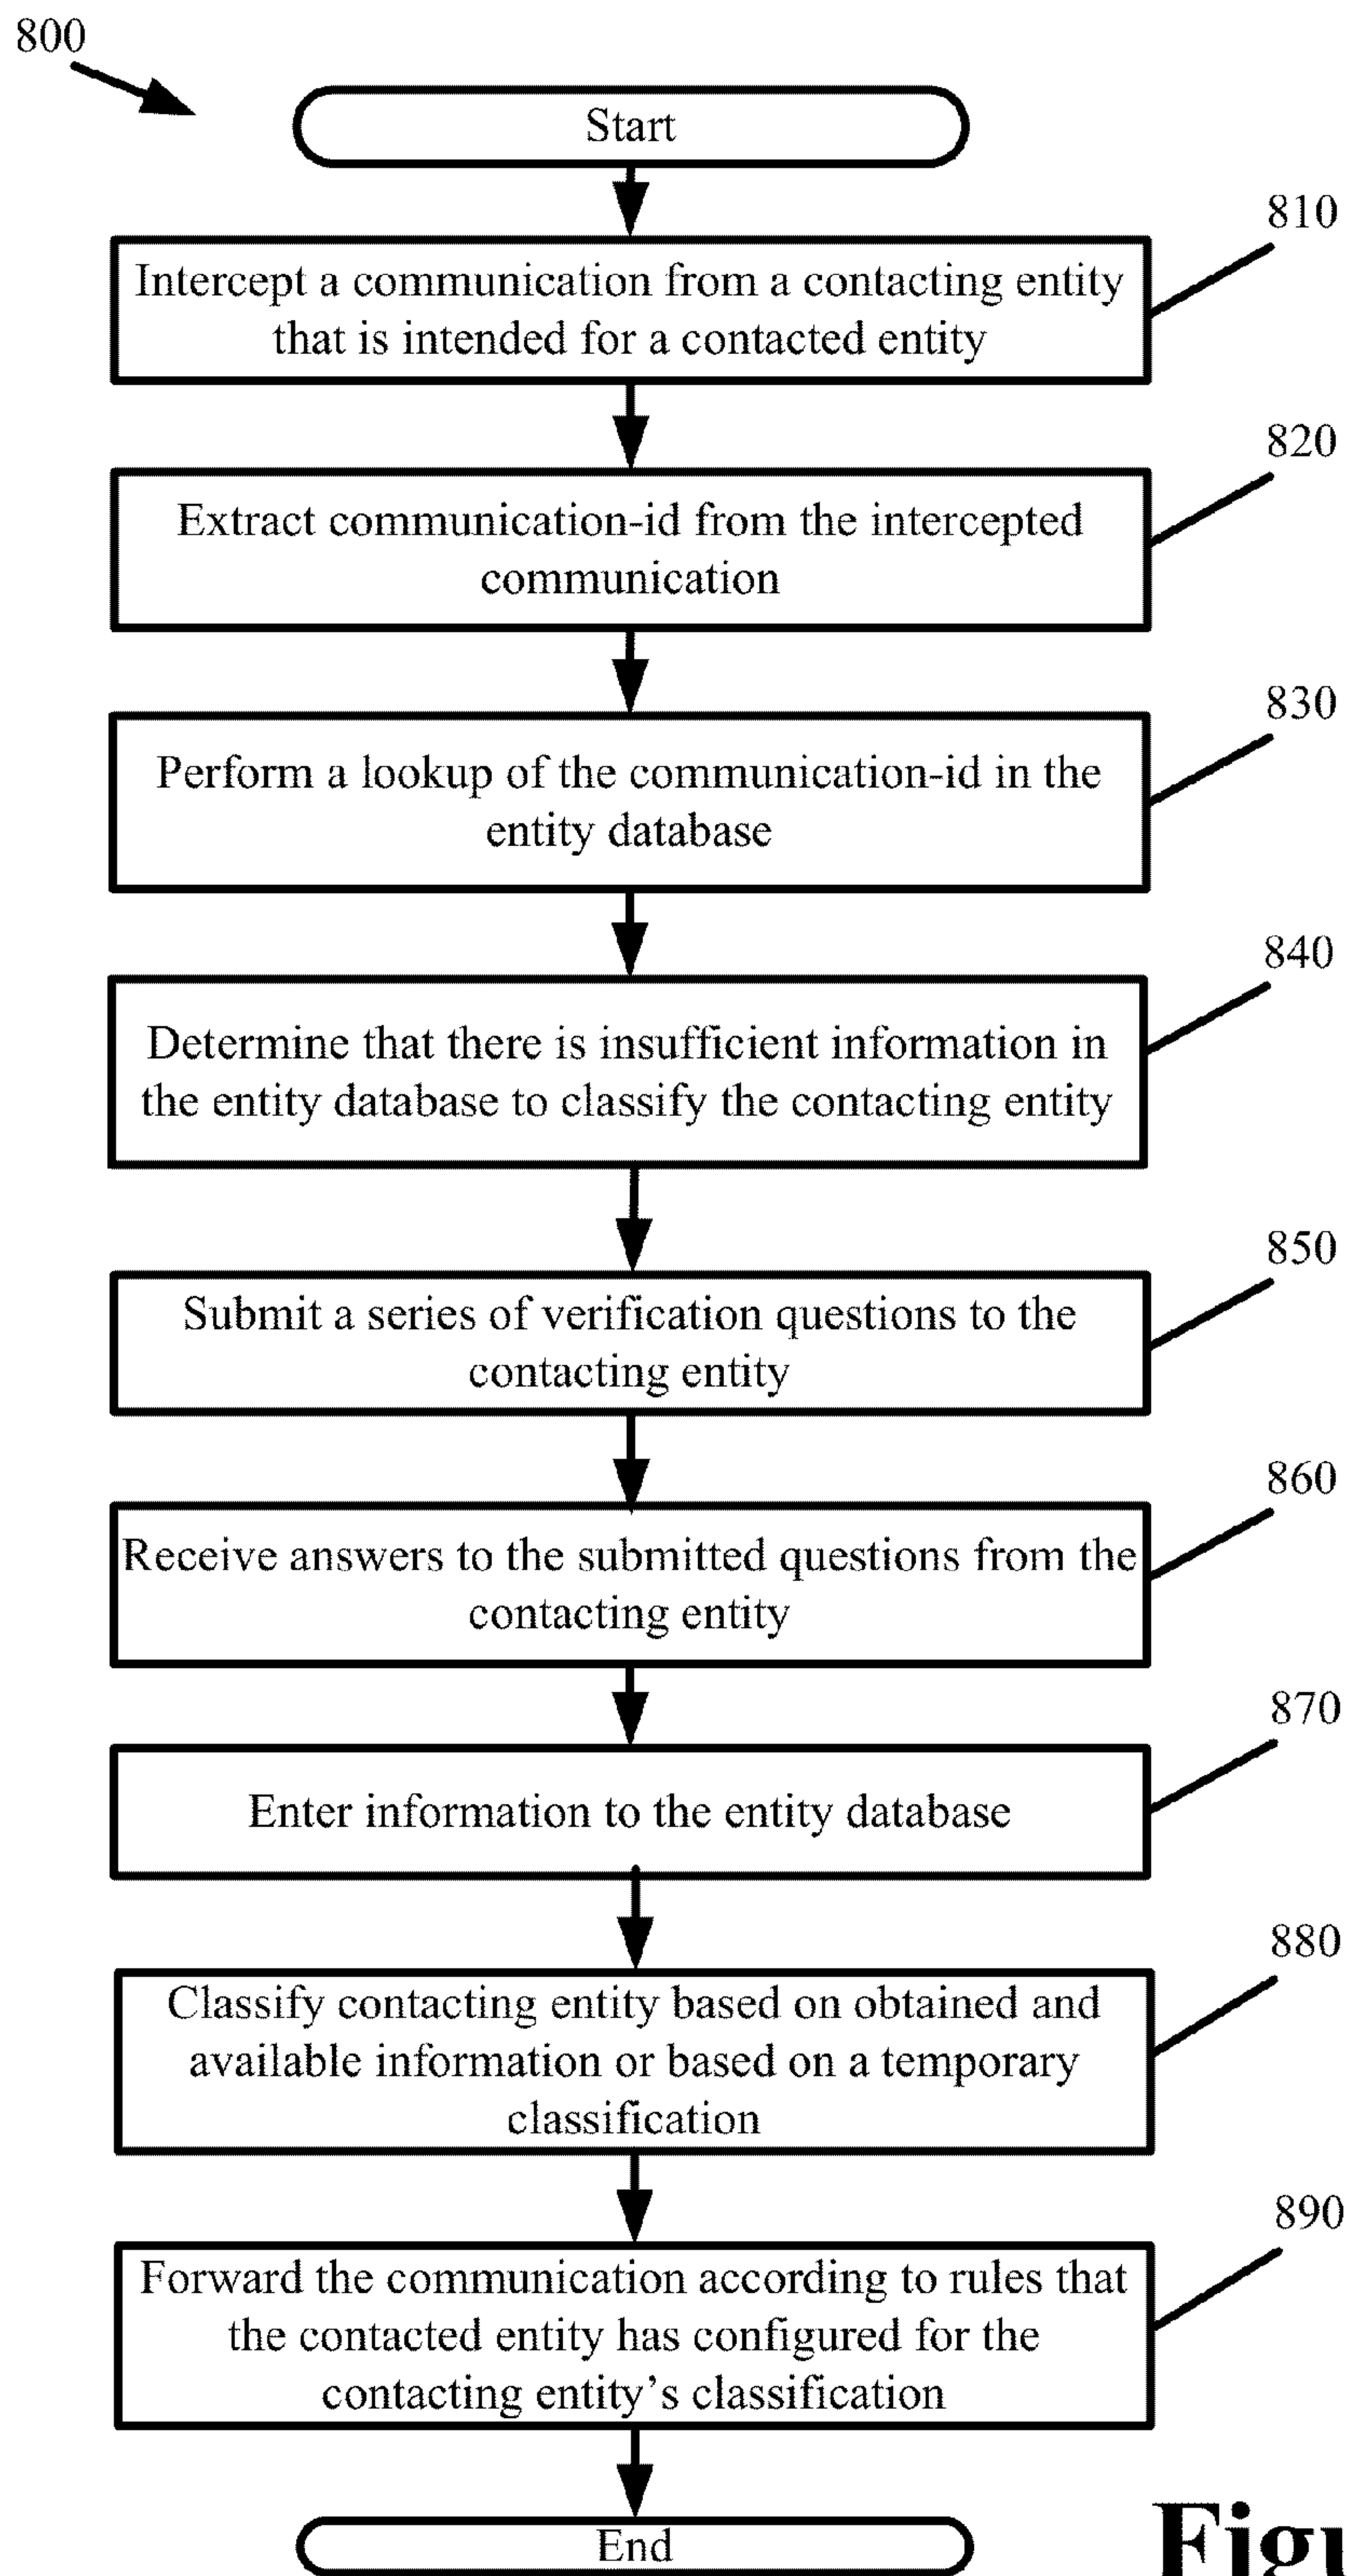 800
Start
810
Intercept a communication from a contacting entity
that is intended for a contacted entity
820
Extract communication-id from the intercepted
communication
830
Perform a lookup of the communication-id in the
entity database
840
Determine that there is insufficient information in
the entity database to classify the contacting entity
850
Submit a series of verification questions to the
contacting entity
860
Receive answers to the submitted questions from the
contacting entity
870
Enter information to the entity database
880
Classify contacting entity based on obtained and
available information or based on a temporary
classification
890
Forward the communication according to rules that
the contacted entity has configured for the
contacting entity’s classification
End